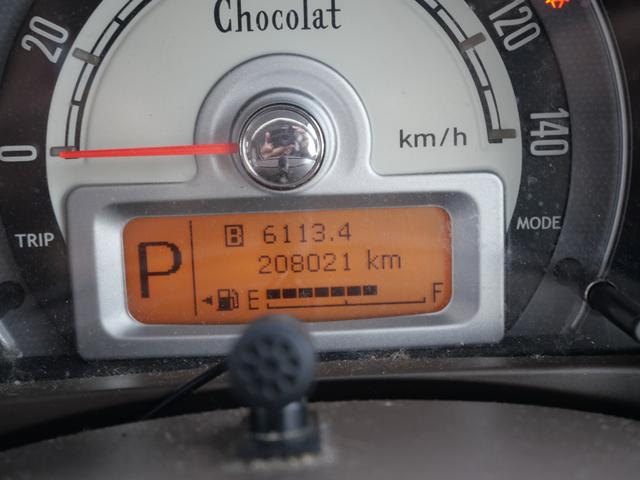 Chocolat
20
120
140
0
km/h
TRIP
MODE
P
B 6113.4
208021 km
E F